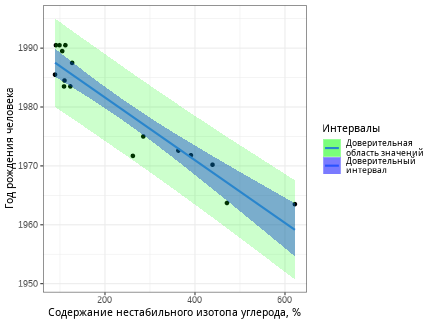 Год рождения человека
1990
1980
1970
1960
1950
200
400
600
Содержание нестабильного изотопа углерода, %
Интервалы
Доверительная
область значений
Доверительный
интервал